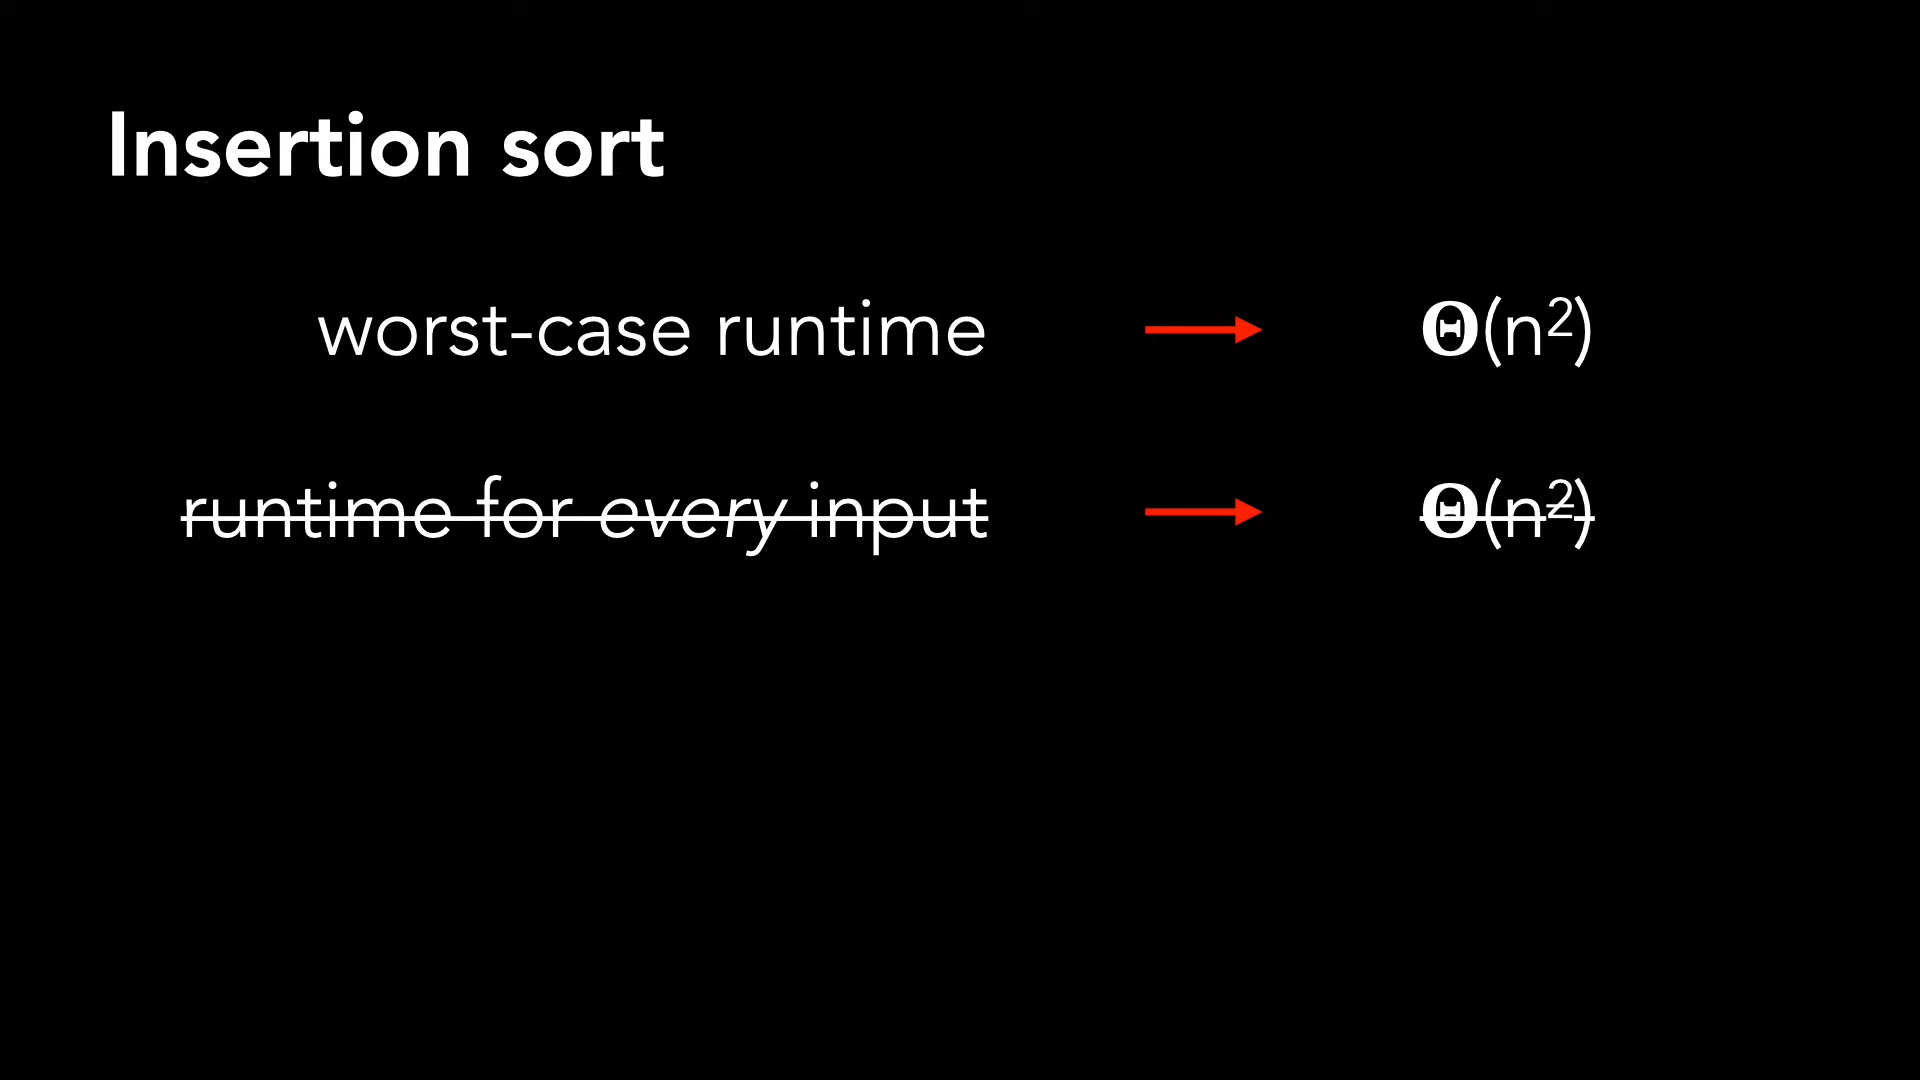 Insertion sort
worst-case runtime → Θ(n²)
runtime for every input → Θ(n²)